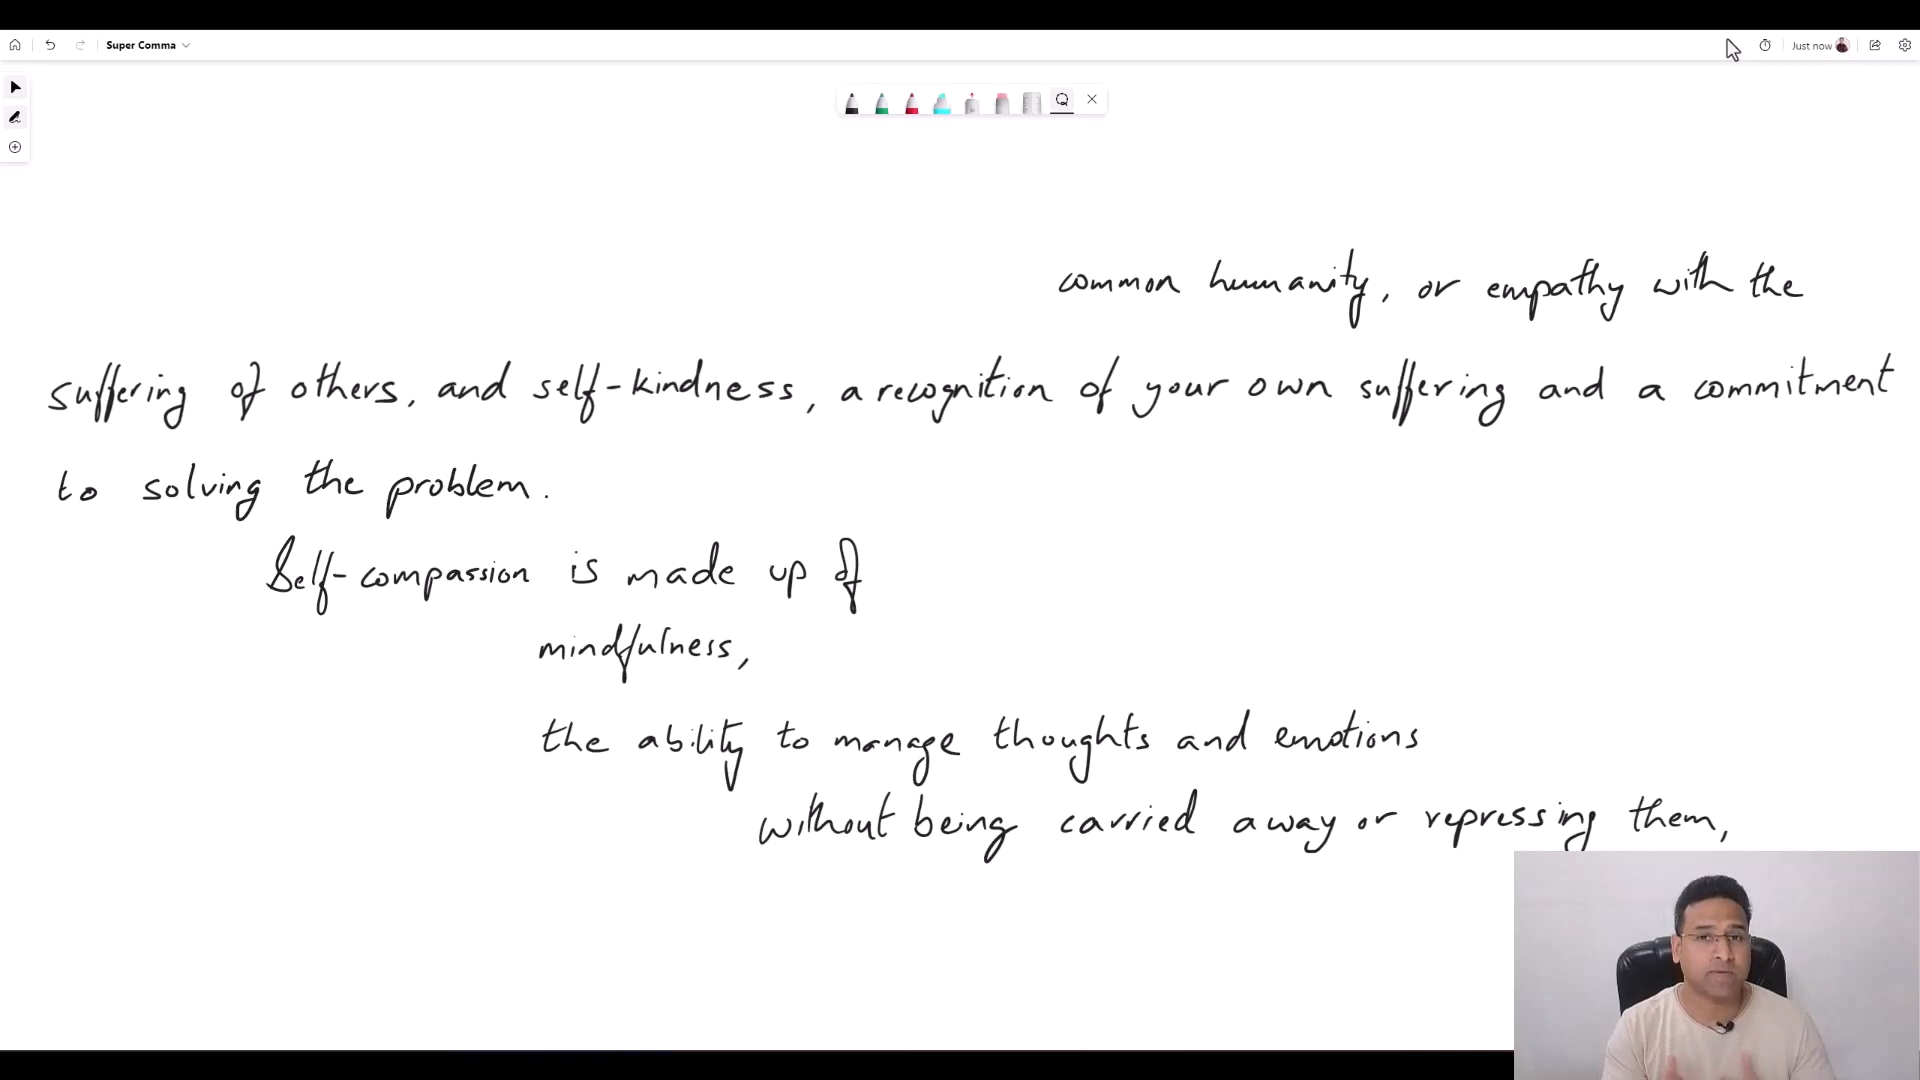 Super Comma
Just now
common humanity, or empathy with the
suffering of others, and self-kindness, a recognition of your own suffering and a commitment
to solving the problem.
Self-compassion is made up of
mindfulness,
the ability to manage thoughts and emotions
without being carried away or repressing them,